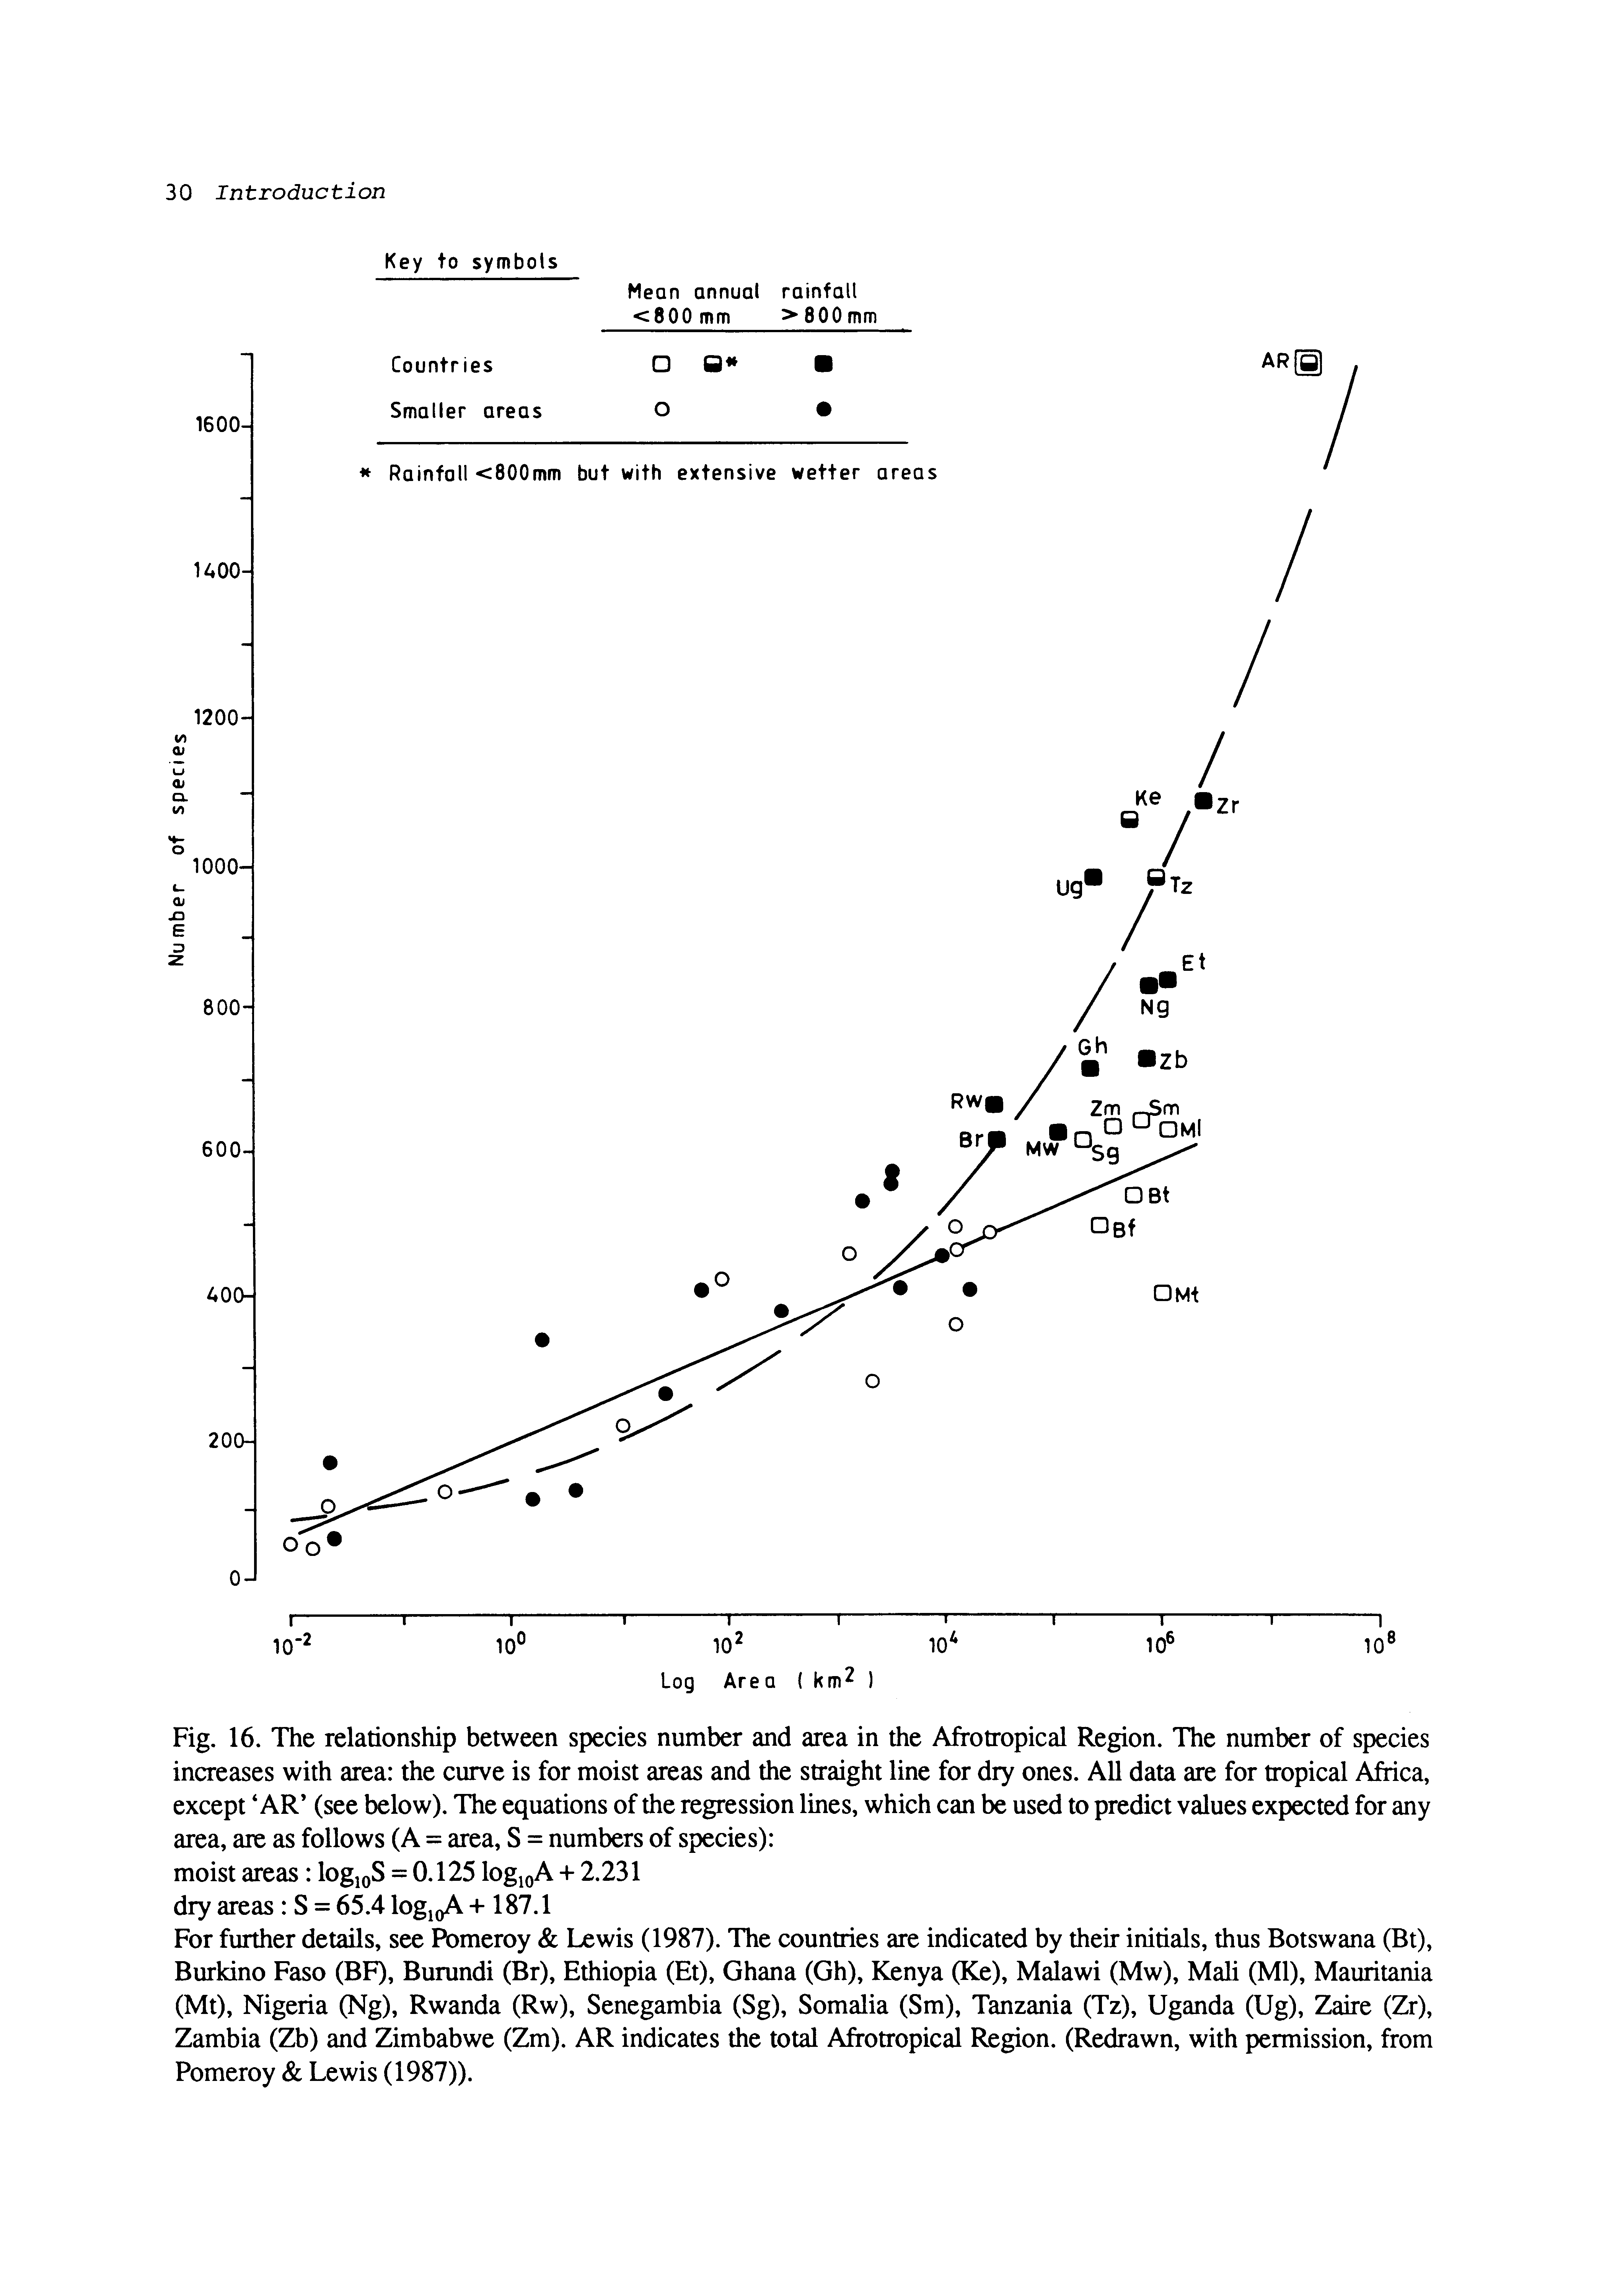 30 Introduction
Key to symbols
Mean annual rainfall
<800 mm >800 mm
Countries *
Smaller areas
* Rainfall <800mm but with extensive wetter areas
1600
1400
1200
1000
800
600
400
200
0
Number of species
AR
Ke
Zr
Ug
Tz
Et
Ng
Gh
Zb
Rw
Zm
Sm
Br
Mw
Sg
Ml
Bt
Bf
Mt
10-2 10⁰ 10² 10⁴ 10⁶ 10⁸
Log Area (km²)
Fig. 16. The relationship between species number and area in the Afrotropical Region. The number of species
increases with area: the curve is for moist areas and the straight line for dry ones. All data are for tropical Africa,
except ‘AR’ (see below). The equations of the regression lines, which can be used to predict values expected for any
area, are as follows (A = area, S = numbers of species):
moist areas : log₁₀S = 0.125 log₁₀A + 2.231
dry areas : S = 65.4 log₁₀A + 187.1
For further details, see Pomeroy & Lewis (1987). The countries are indicated by their initials, thus Botswana (Bt),
Burkino Faso (BF), Burundi (Br), Ethiopia (Et), Ghana (Gh), Kenya (Ke), Malawi (Mw), Mali (Ml), Mauritania
(Mt), Nigeria (Ng), Rwanda (Rw), Senegambia (Sg), Somalia (Sm), Tanzania (Tz), Uganda (Ug), Zaire (Zr),
Zambia (Zb) and Zimbabwe (Zm). AR indicates the total Afrotropical Region. (Redrawn, with permission, from
Pomeroy & Lewis (1987)).